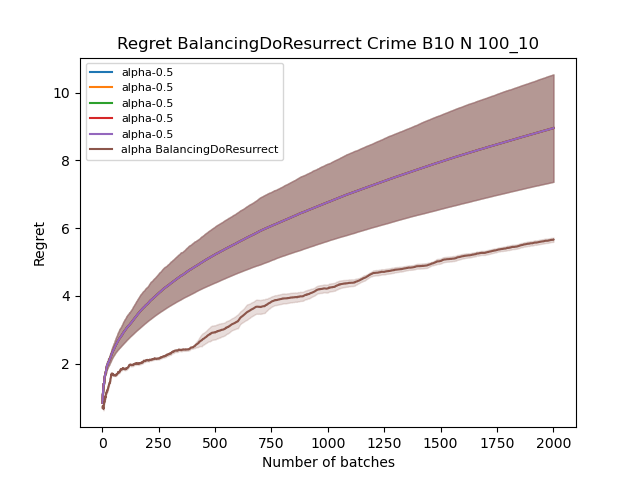 Regret BalancingDoResurrect Crime B10 N 100_10
alpha-0.5
alpha-0.5
alpha-0.5
alpha-0.5
alpha-0.5
alpha BalancingDoResurrect
10
8
6
4
2
Regret
0
250
500
750
1000
1250
1500
1750
2000
Number of batches